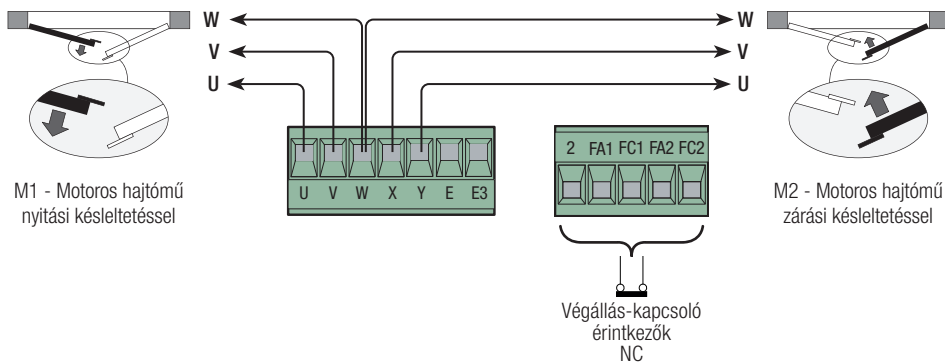 W
V
U
W
V
U
U V W X Y E E3
2 FA1 FC1 FA2 FC2
M1 - Motoros hajtómű
nyitási késleltetéssel
M2 - Motoros hajtómű
zárási késleltetéssel
Végállás-kapcsoló
érintkezők
NC